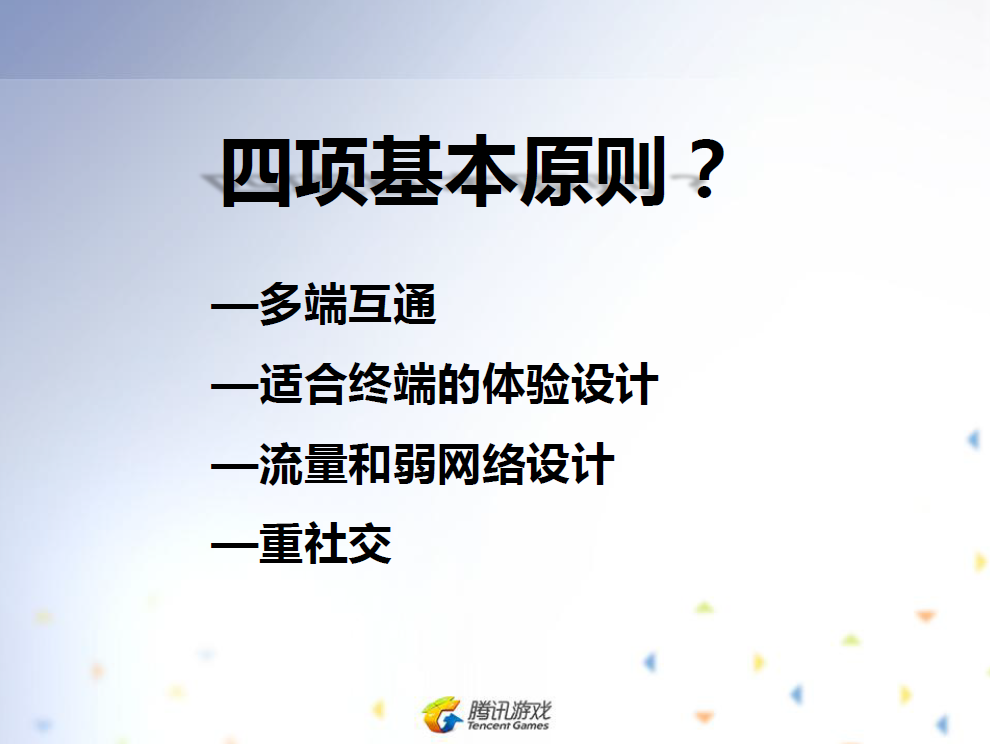 四项基本原则？
—多端互通
—适合终端的体验设计
—流量和弱网络设计
—重社交
腾讯游戏
Tencent Games